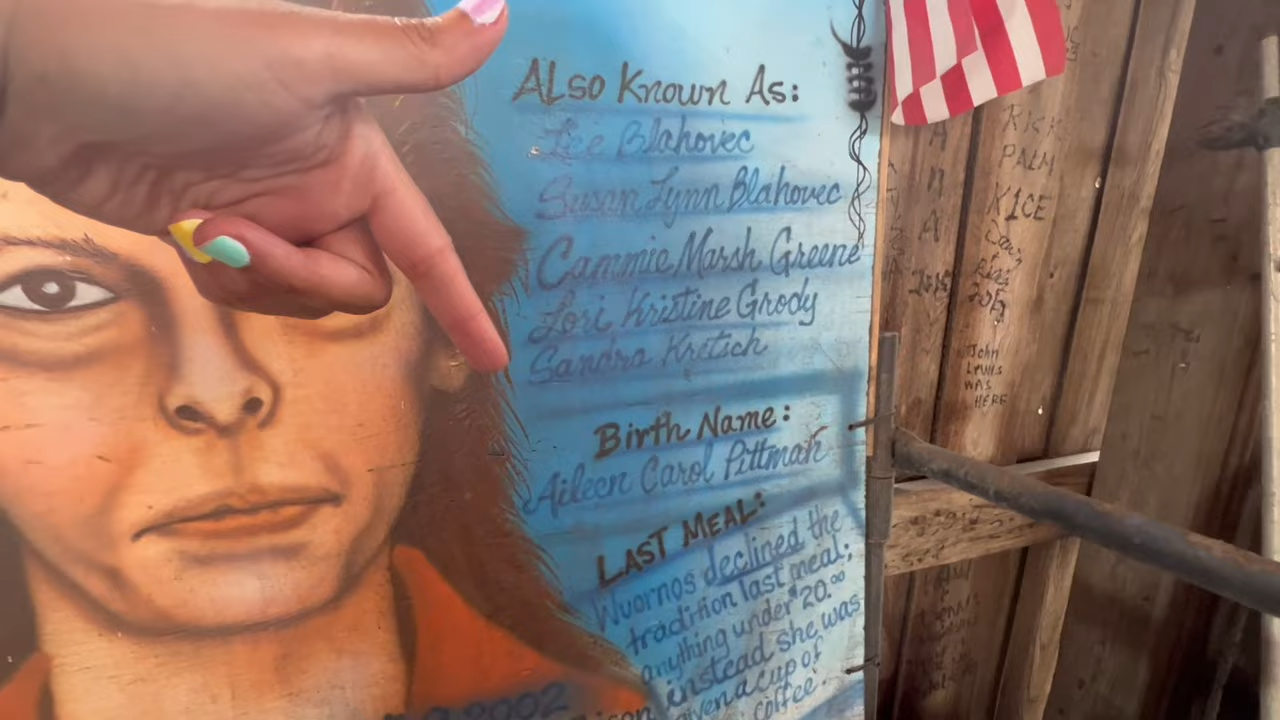 Also Known As:
Lee Blahovec
Susan Lynn Blahovec
Cammie Marsh Greene
Lori Kristine Grody
Sandra Kretsch
Birth Name:
Aileen Carol Pittman
LAST MEAL:
Wuornos declined the
tradition last meal;
anything under $20.00
instead she was
given a cup of
coffee.
2002
RICK
PALM
KICE
John
Lewis
WAS
HERE